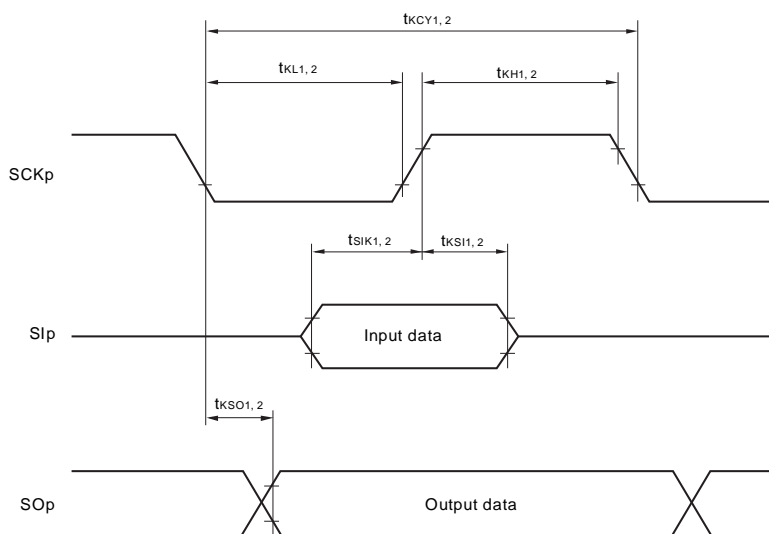 tKCY1, 2
tKL1, 2
tKH1, 2
SCKp
tSIK1, 2
tKSI1, 2
SIp
Input data
tKSO1, 2
SOp
Output data